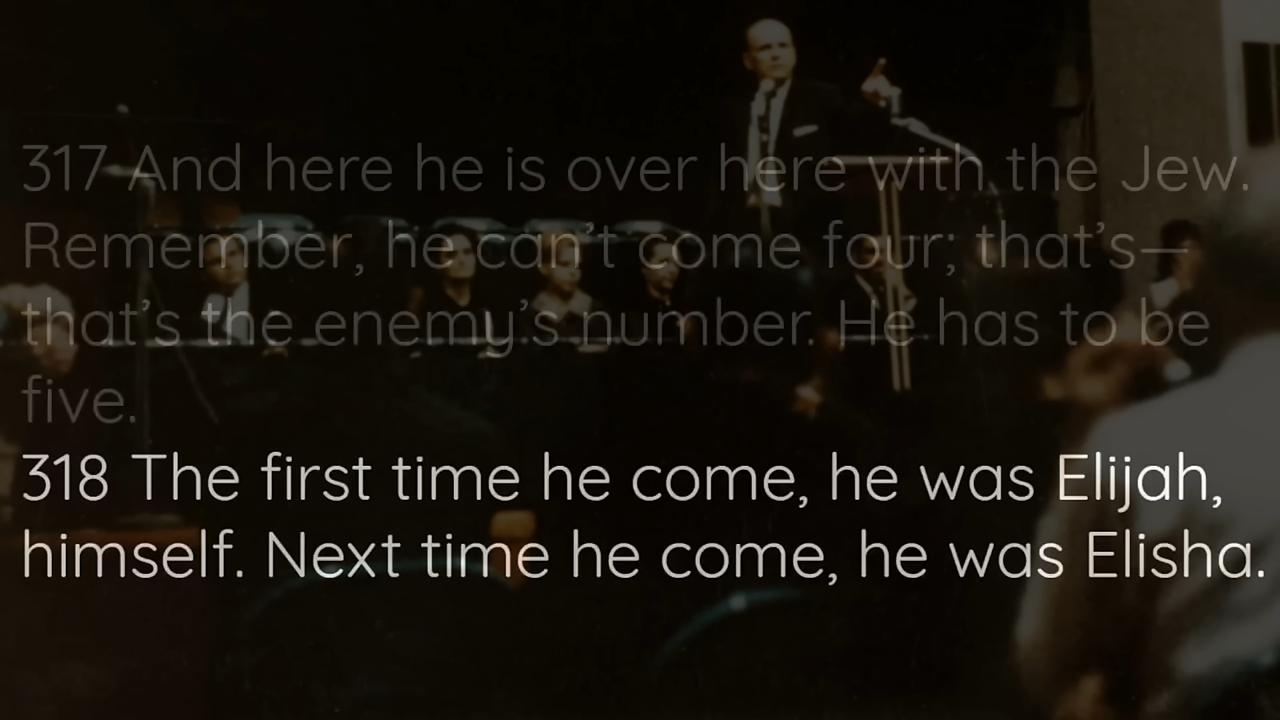 317 And here he is over here with the Jew.
Remember, he can't come four; that's—
that's the enemy's number. He has to be
five.
318 The first time he come, he was Elijah,
himself. Next time he come, he was Elisha.